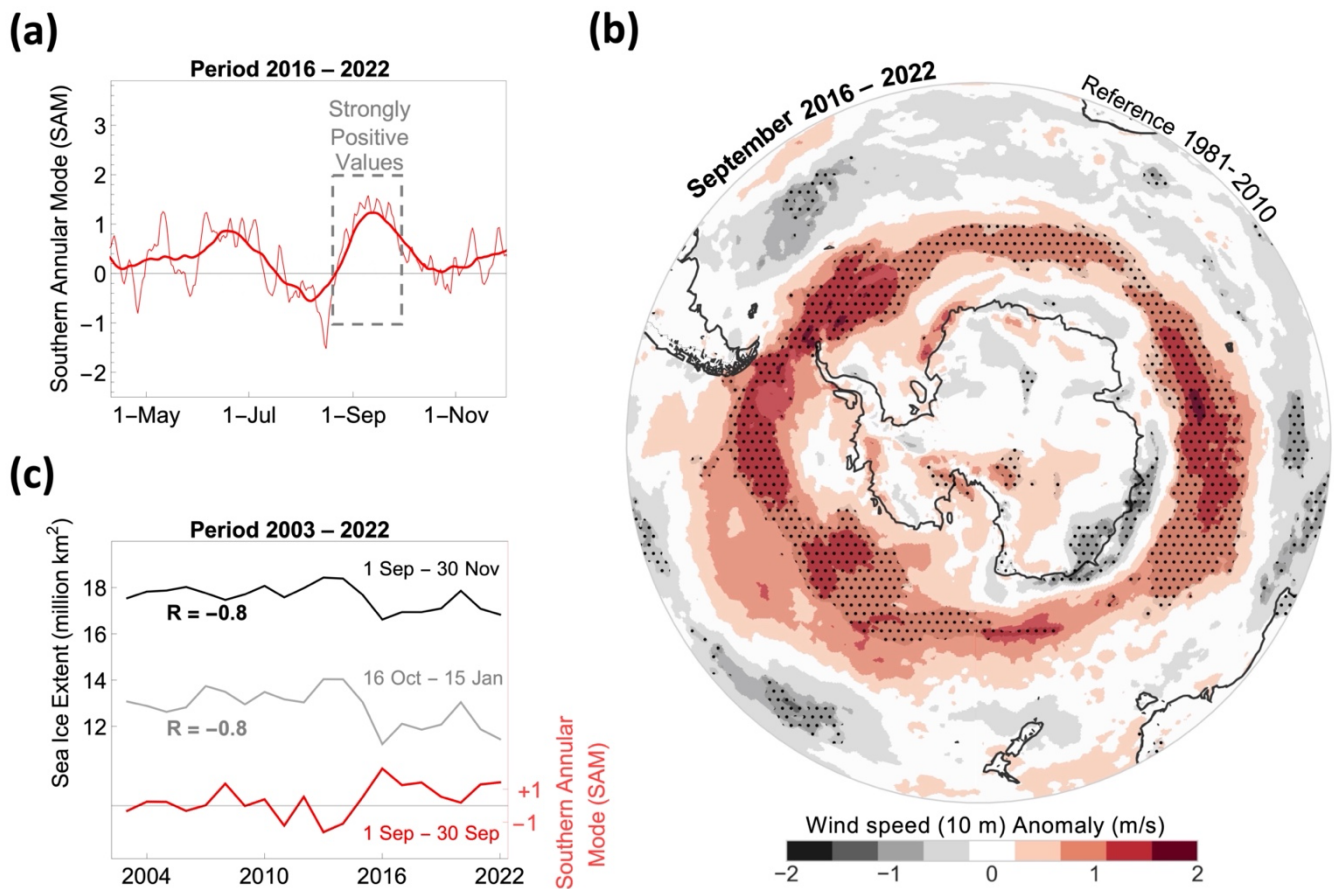 (a)
Period 2016 – 2022
Southern Annular Mode (SAM)
3
2
1
0
−1
−2
Strongly
Positive
Values
1−May
1−Jul
1−Sep
1−Nov
(b)
September 2016 – 2022
Reference 1981-2010
Wind speed (10 m) Anomaly (m/s)
−2
−1
0
1
2
(c)
Period 2003 – 2022
Sea Ice Extent (million km²)
18
16
14
12
1 Sep – 30 Nov
R = −0.8
16 Oct – 15 Jan
R = −0.8
+1
−1
1 Sep – 30 Sep
Southern Annular
Mode (SAM)
2004
2010
2016
2022